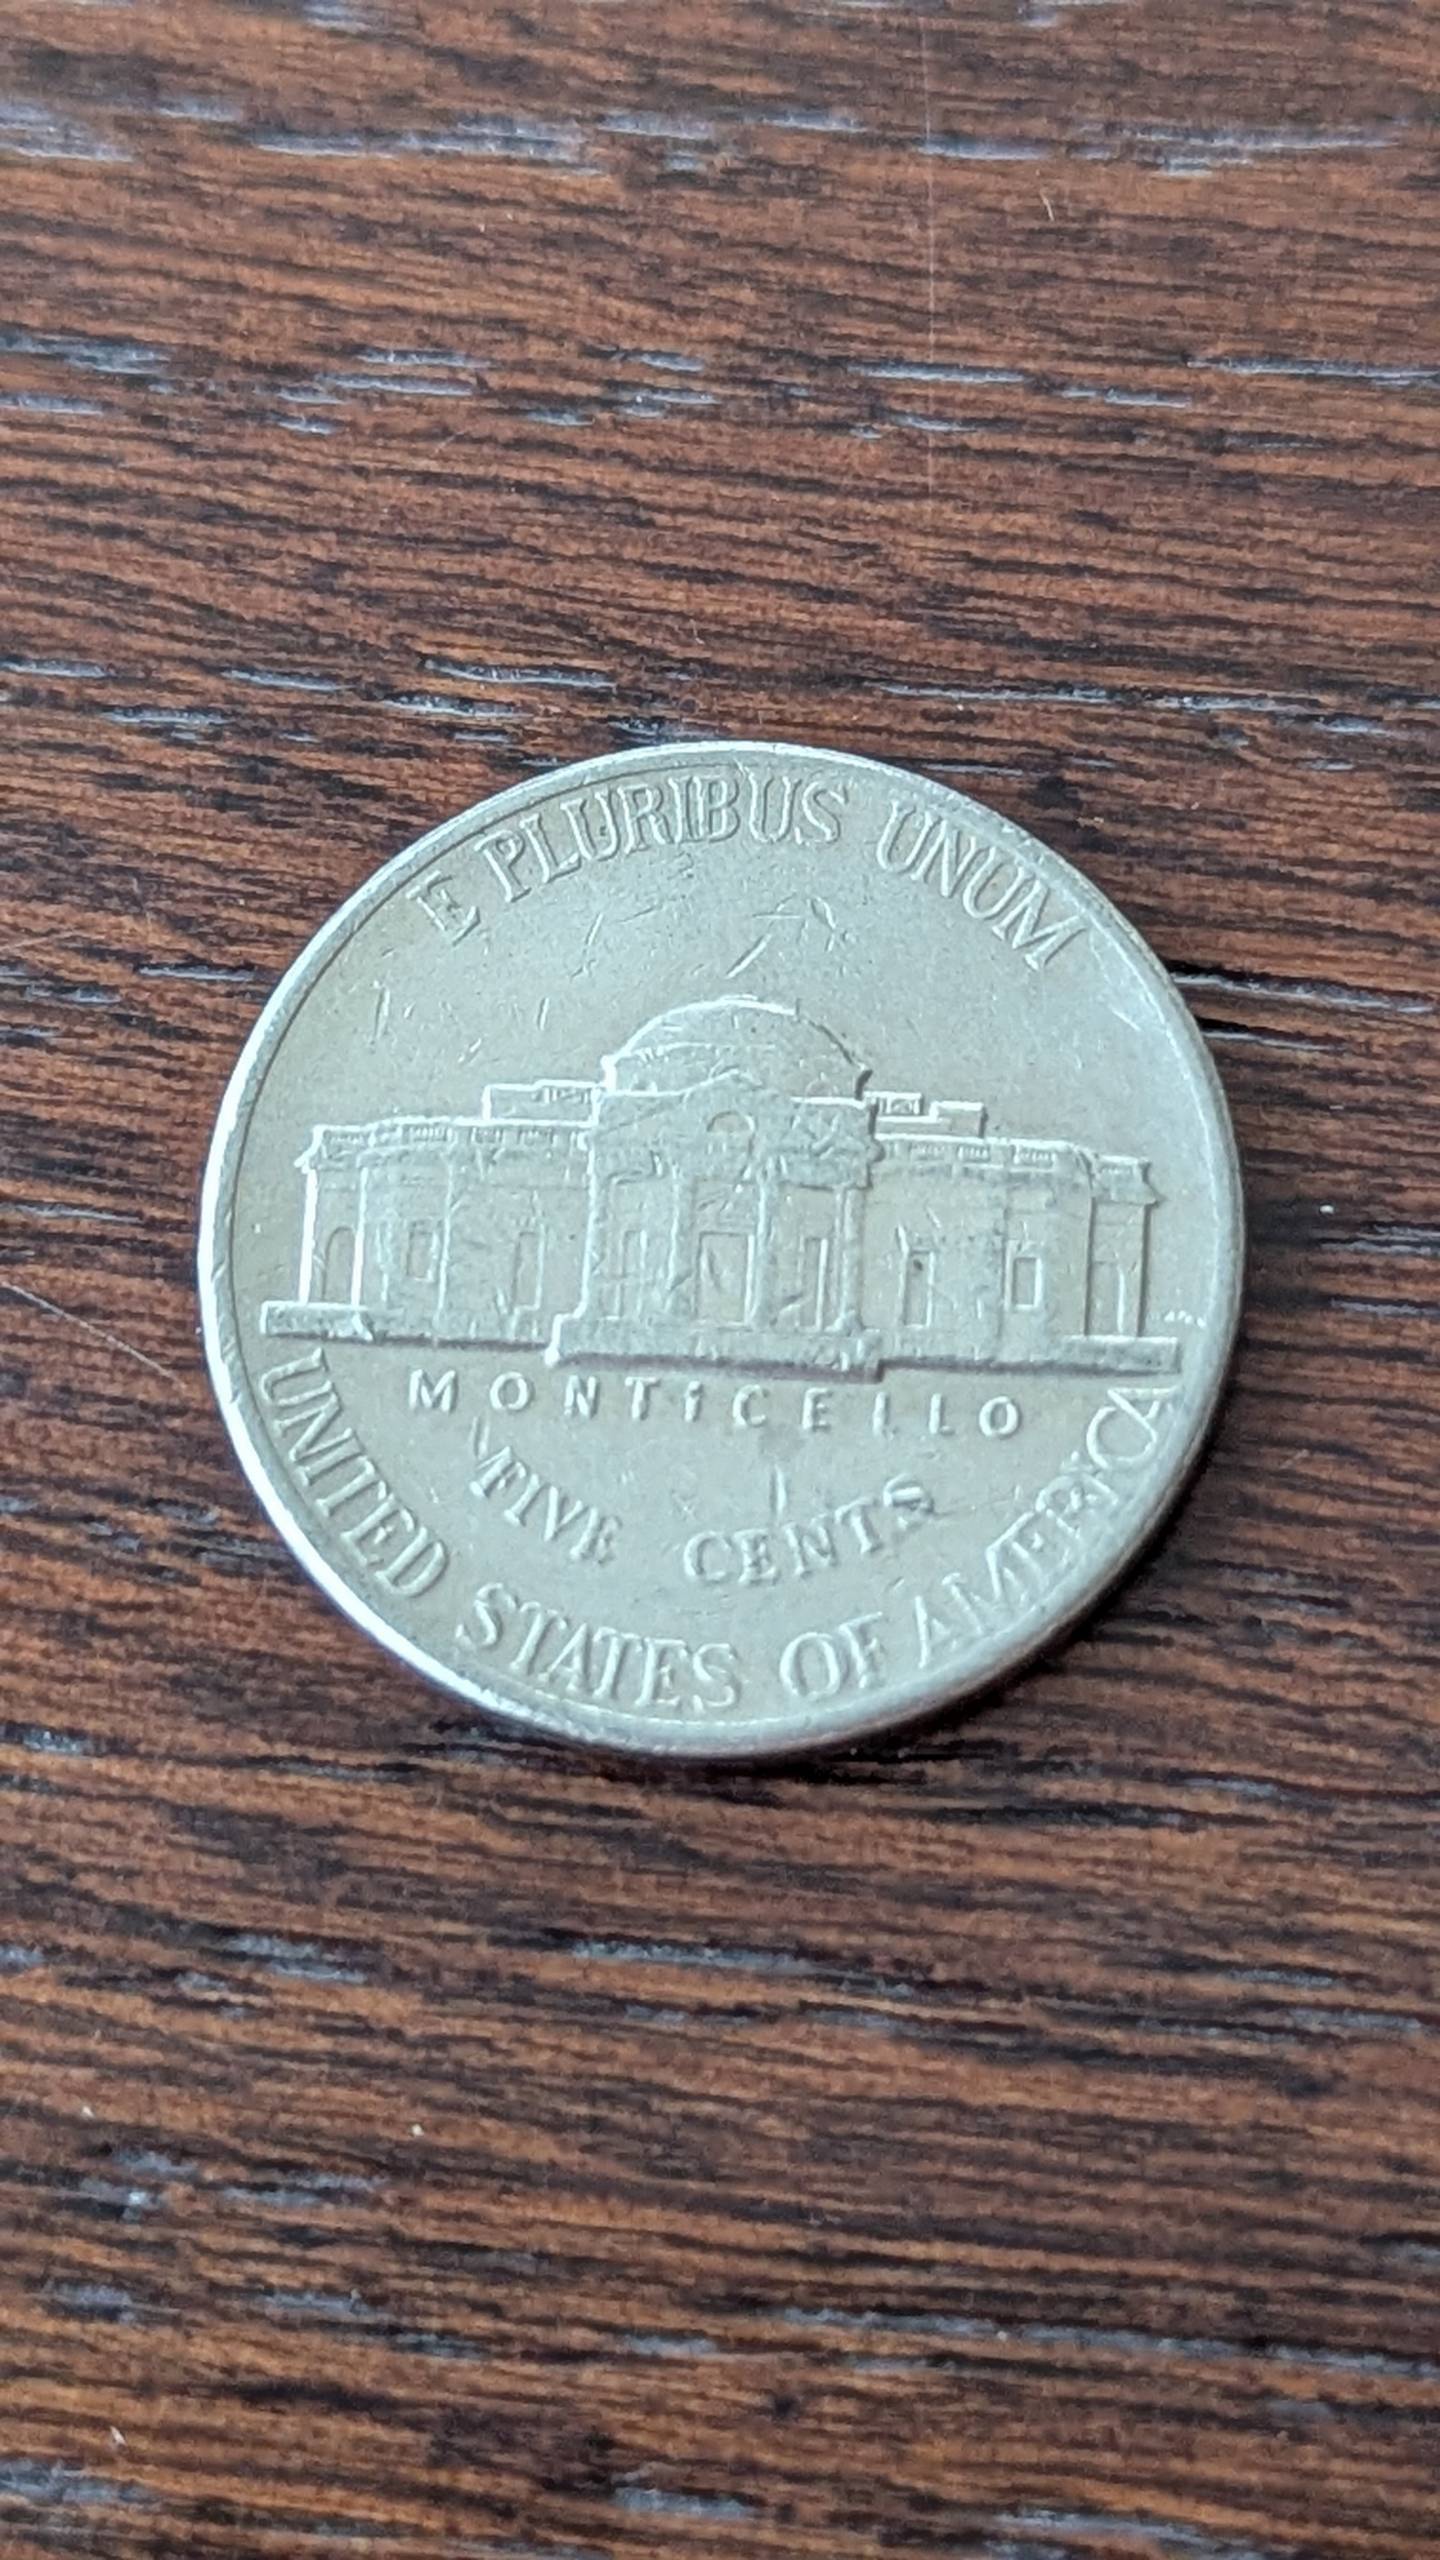 E PLURIBUS UNUM
MONTICELLO
FIVE CENTS
UNITED STATES OF AMERICA